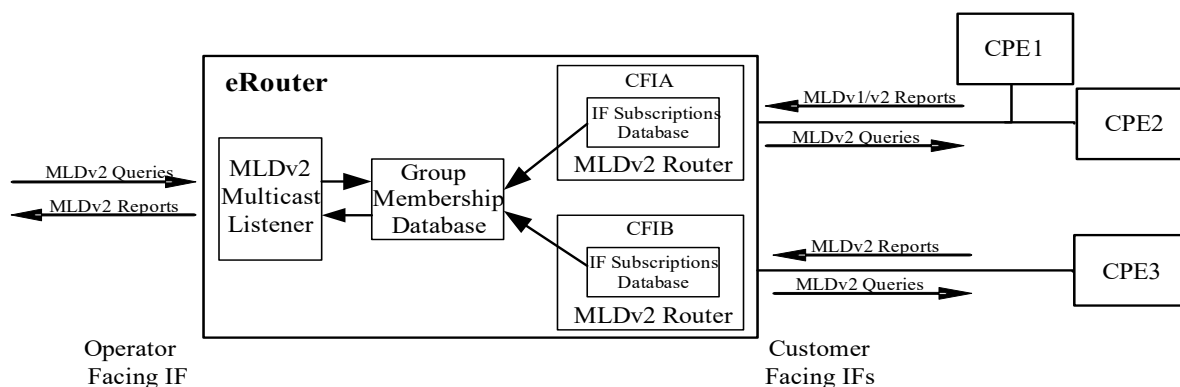 CPE1
eRouter
CFIA
IF Subscriptions
Database
MLDv2 Router
MLDv1/v2 Reports
MLDv2 Queries
CPE2
MLDv2 Queries
MLDv2 Reports
MLDv2
Multicast
Listener
Group
Membership
Database
CFIB
IF Subscriptions
Database
MLDv2 Router
MLDv2 Reports
MLDv2 Queries
CPE3
Operator
Facing IF
Customer
Facing IFs